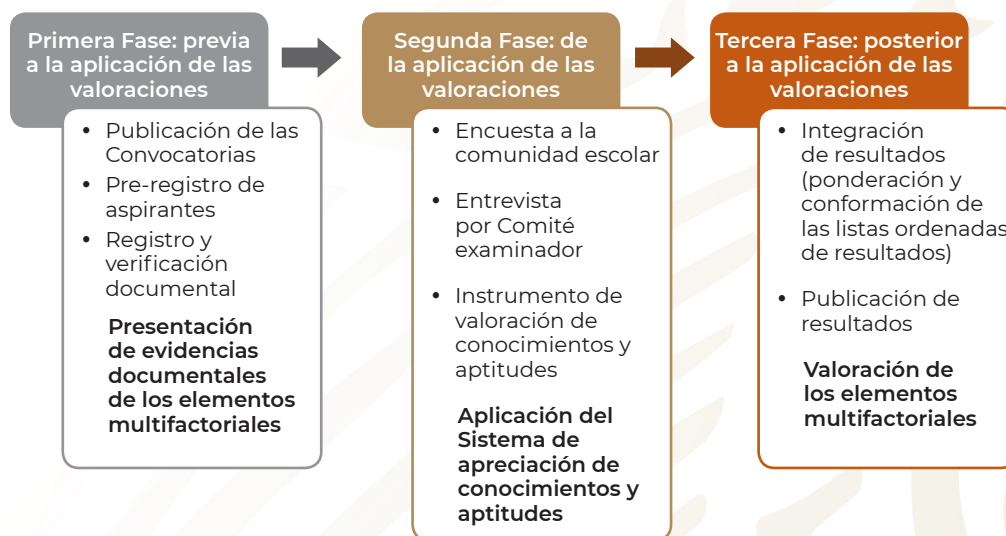 Primera Fase: previa
a la aplicación de las
valoraciones
• Publicación de las
Convocatorias
• Pre-registro de
aspirantes
• Registro y
verificación
documental
Presentación
de evidencias
documentales
de los elementos
multifactoriales
Segunda Fase: de
la aplicación de las
valoraciones
• Encuesta a la
comunidad escolar
• Entrevista
por Comité
examinador
• Instrumento de
valoración de
conocimientos y
aptitudes
Aplicación del
Sistema de
apreciación de
conocimientos y
aptitudes
Tercera Fase: posterior
a la aplicación de las
valoraciones
• Integración
de resultados
(ponderación y
conformación de
las listas ordenadas
de resultados)
• Publicación de
resultados
Valoración de
los elementos
multifactoriales